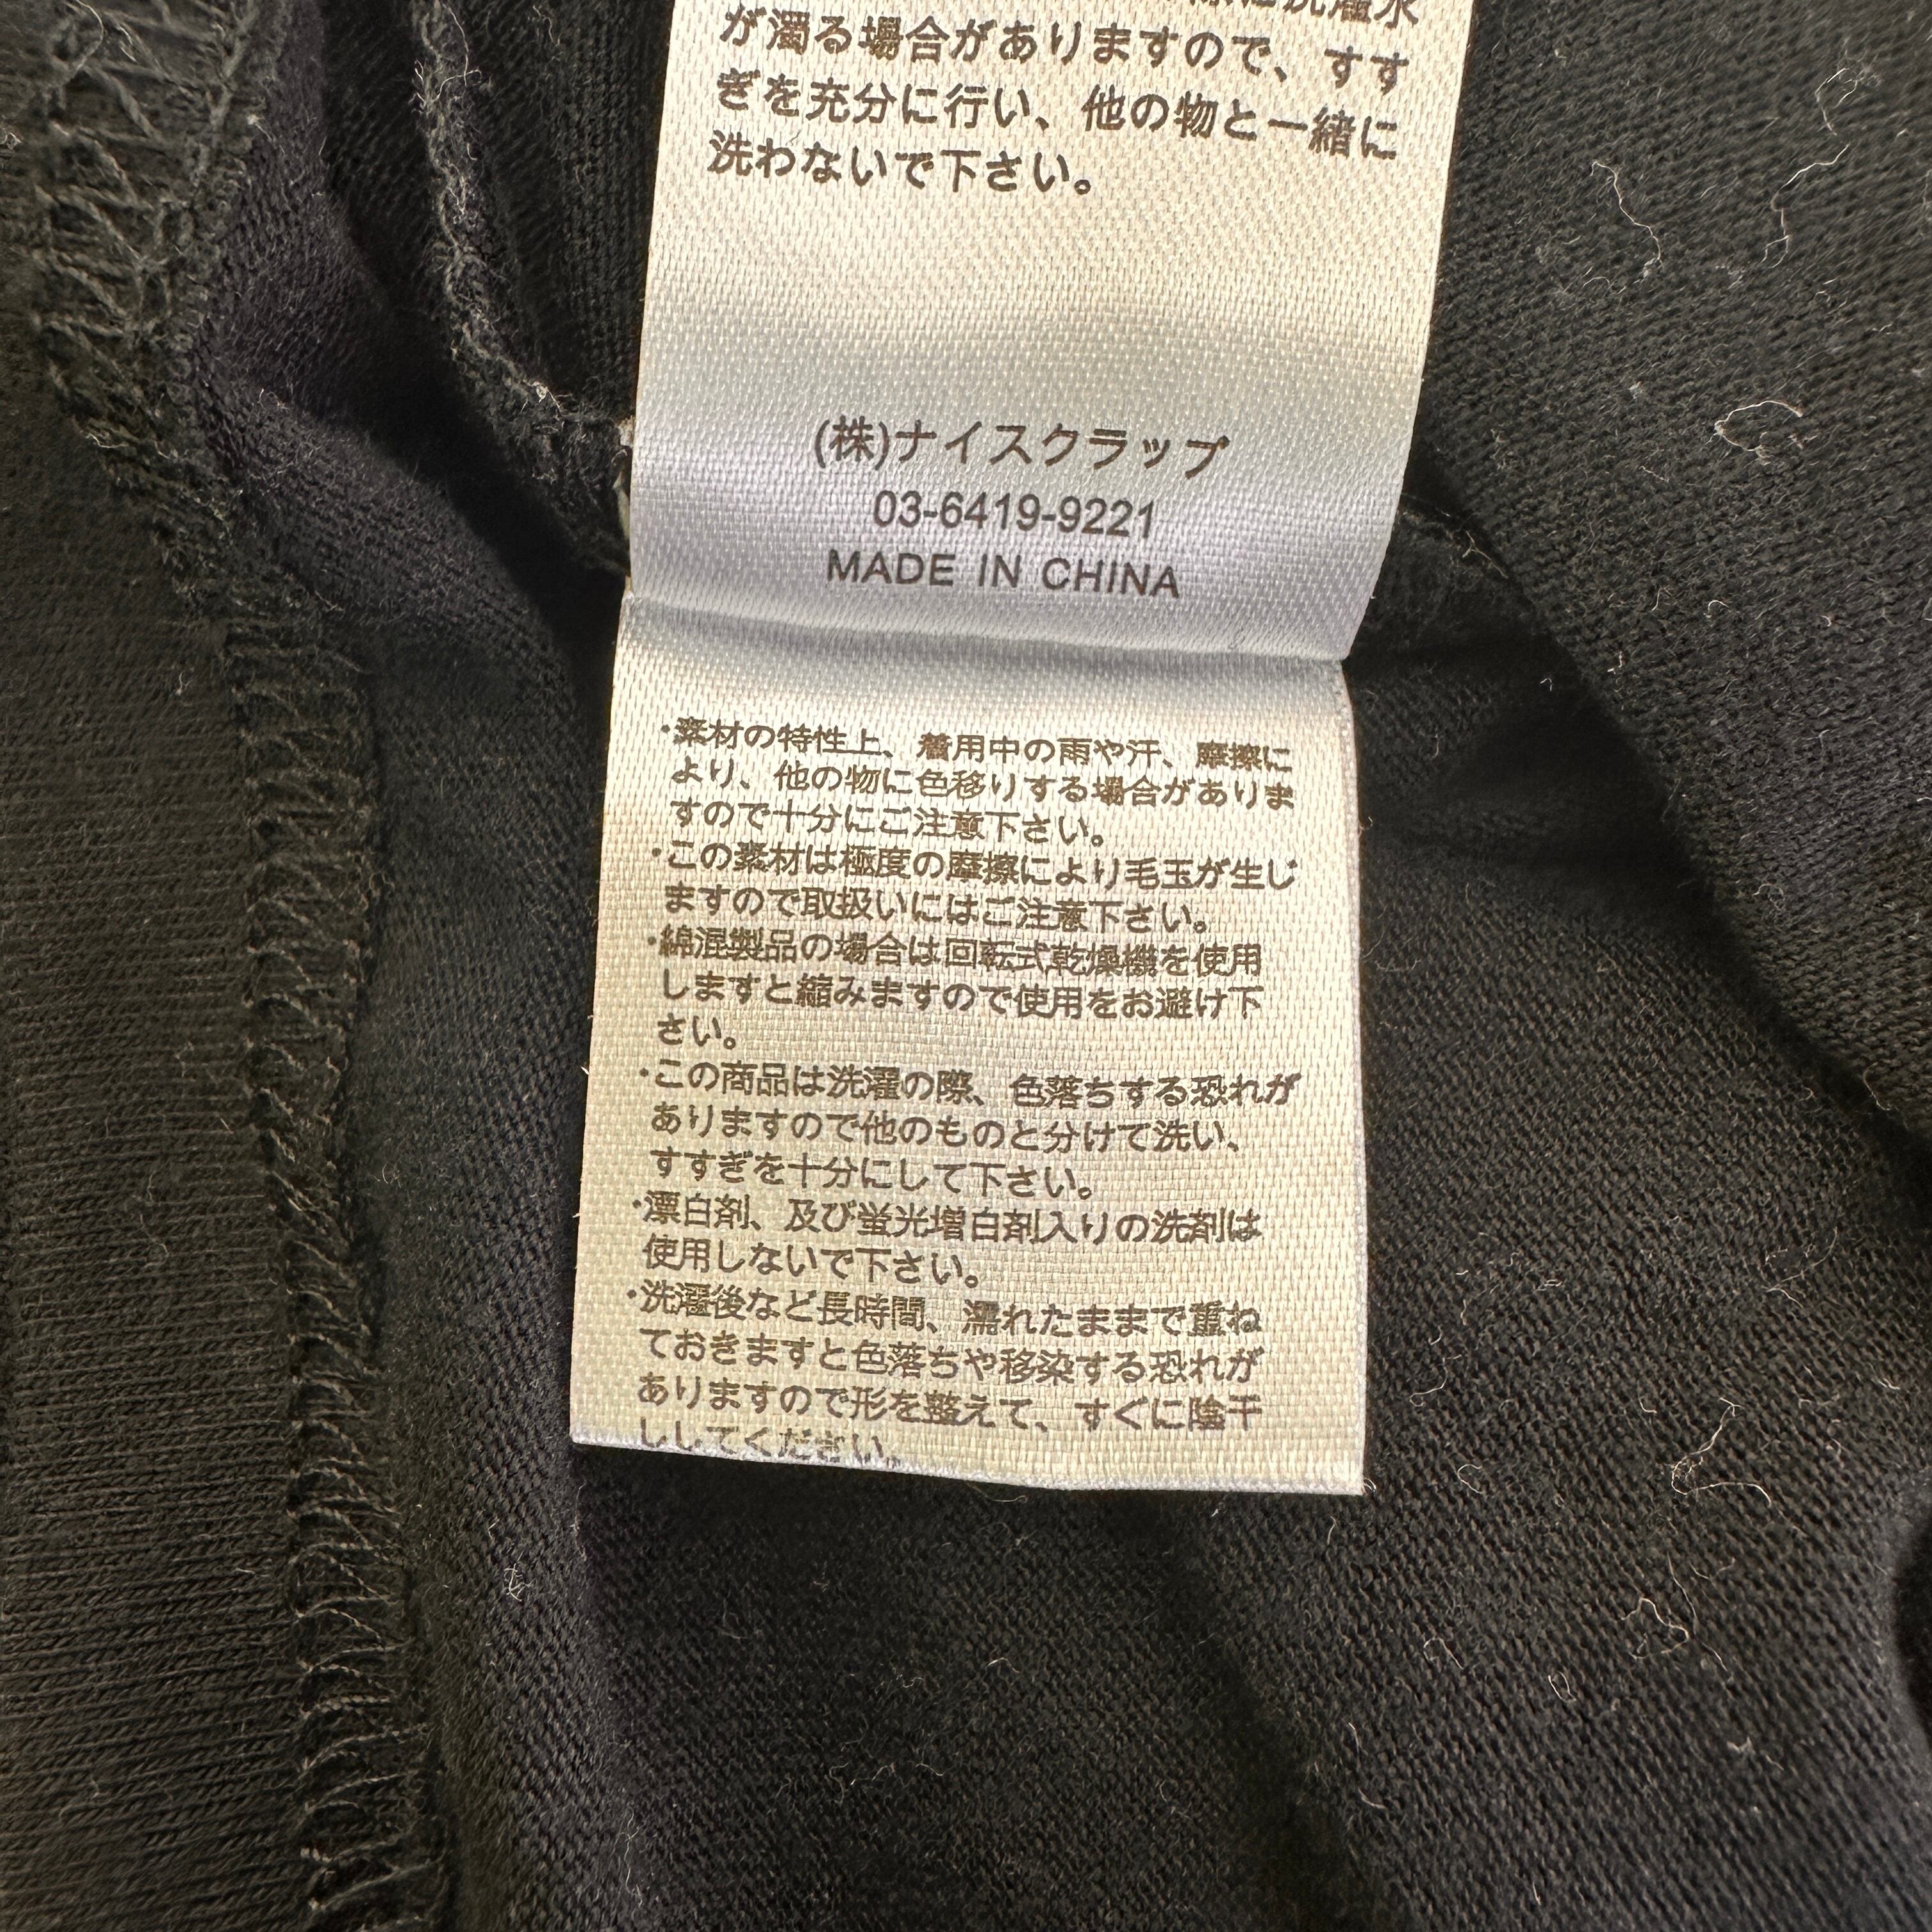 洗濯水
が濁る場合がありますので、すす
ぎを充分に行い、他の物と一緒に
洗わないで下さい。
(株)ナイスクラップ
03-6419-9221
MADE IN CHINA
・素材の特性上、着用中の雨や汗、摩擦に
より、他の物に色移りする場合がありま
すので十分にご注意下さい。
・この素材は極度の摩擦により毛玉が生じ
ますので取扱いにはご注意下さい。
・綿混製品の場合は回転式乾燥機を使用
しますと縮みますので使用をお避け下
さい。
・この商品は洗濯の際、色落ちする恐れが
ありますので他のものと分けて洗い、
すすぎを十分にして下さい。
・漂白剤、及び蛍光増白剤入りの洗剤は
使用しないで下さい。
・洗濯後など長時間、濡れたままで重ね
ておきますと色落ちや移染する恐れが
ありますので形を整えて、すぐに陰干
ししてください。